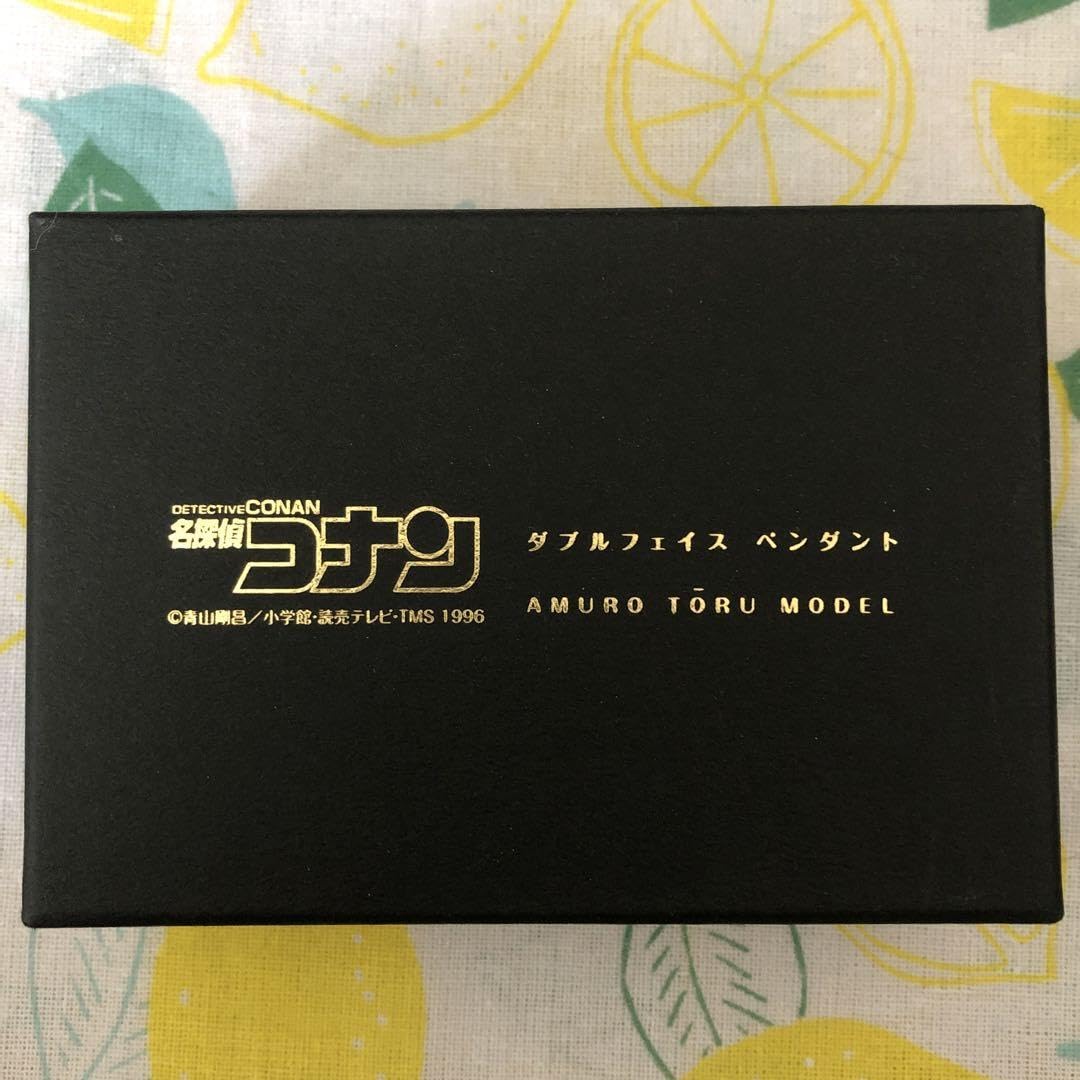 DETECTIVE CONAN
名探偵コナン
©青山剛昌/小学館・読売テレビ・TMS 1996
ダブルフェイス ペンダント
AMURO TŌRU MODEL